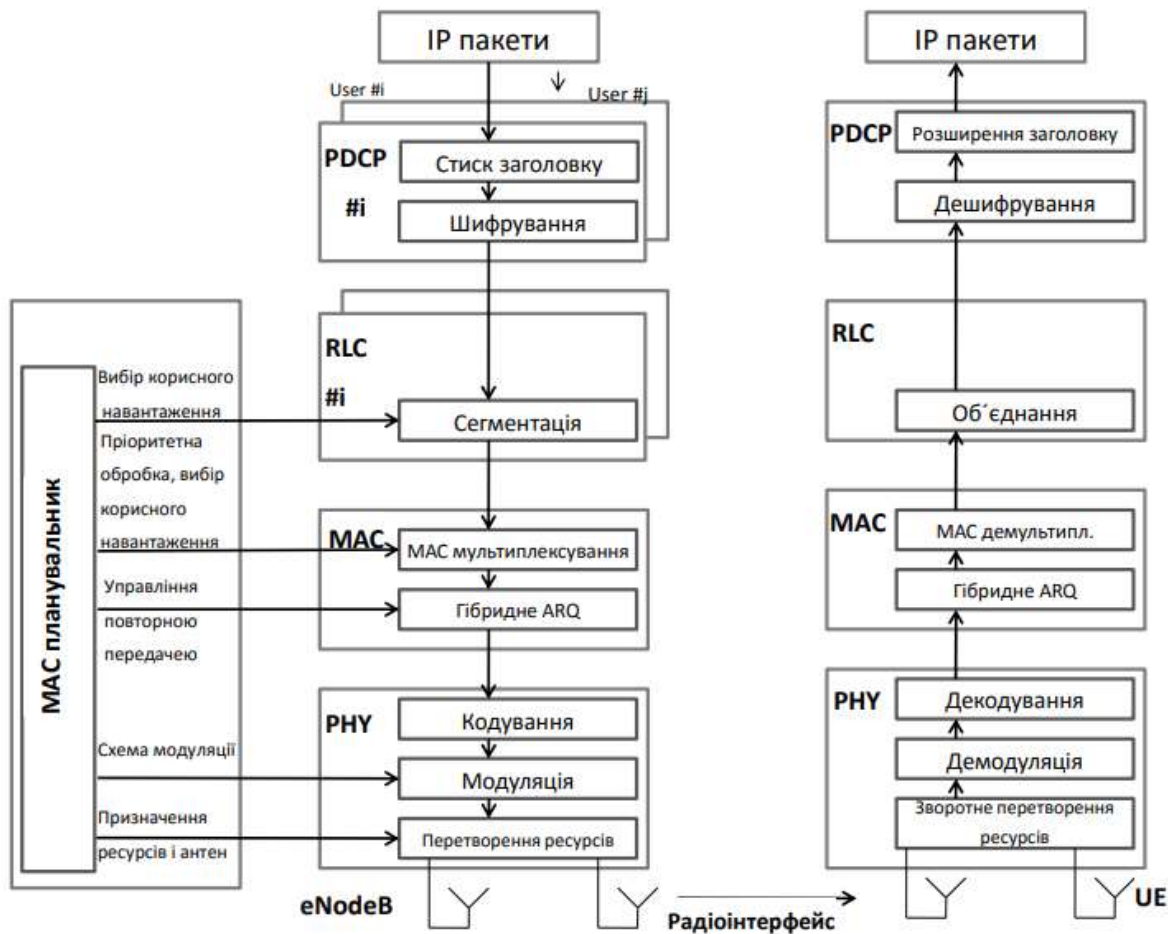 IP пакети
User #i
User #j
PDCP
#i
Стиск заголовку
Шифрування
RLC
#i
Сегментація
MAC
MAC мультиплексування
Гібридне ARQ
PHY
Кодування
Модуляція
Перетворення ресурсів
eNodeB
MAC планувальник
Вибір корисного
навантаження
Пріоритетна
обробка, вибір
корисного
навантаження
Управління
повторною
передачею
Схема модуляції
Призначення
ресурсів і антен
Радіоінтерфейс
IP пакети
PDCP
Розширення заголовку
Дешифрування
RLC
Об´єднання
MAC
MAC демультипл.
Гібридне ARQ
PHY
Декодування
Демодуляція
Зворотне перетворення
ресурсів
UE